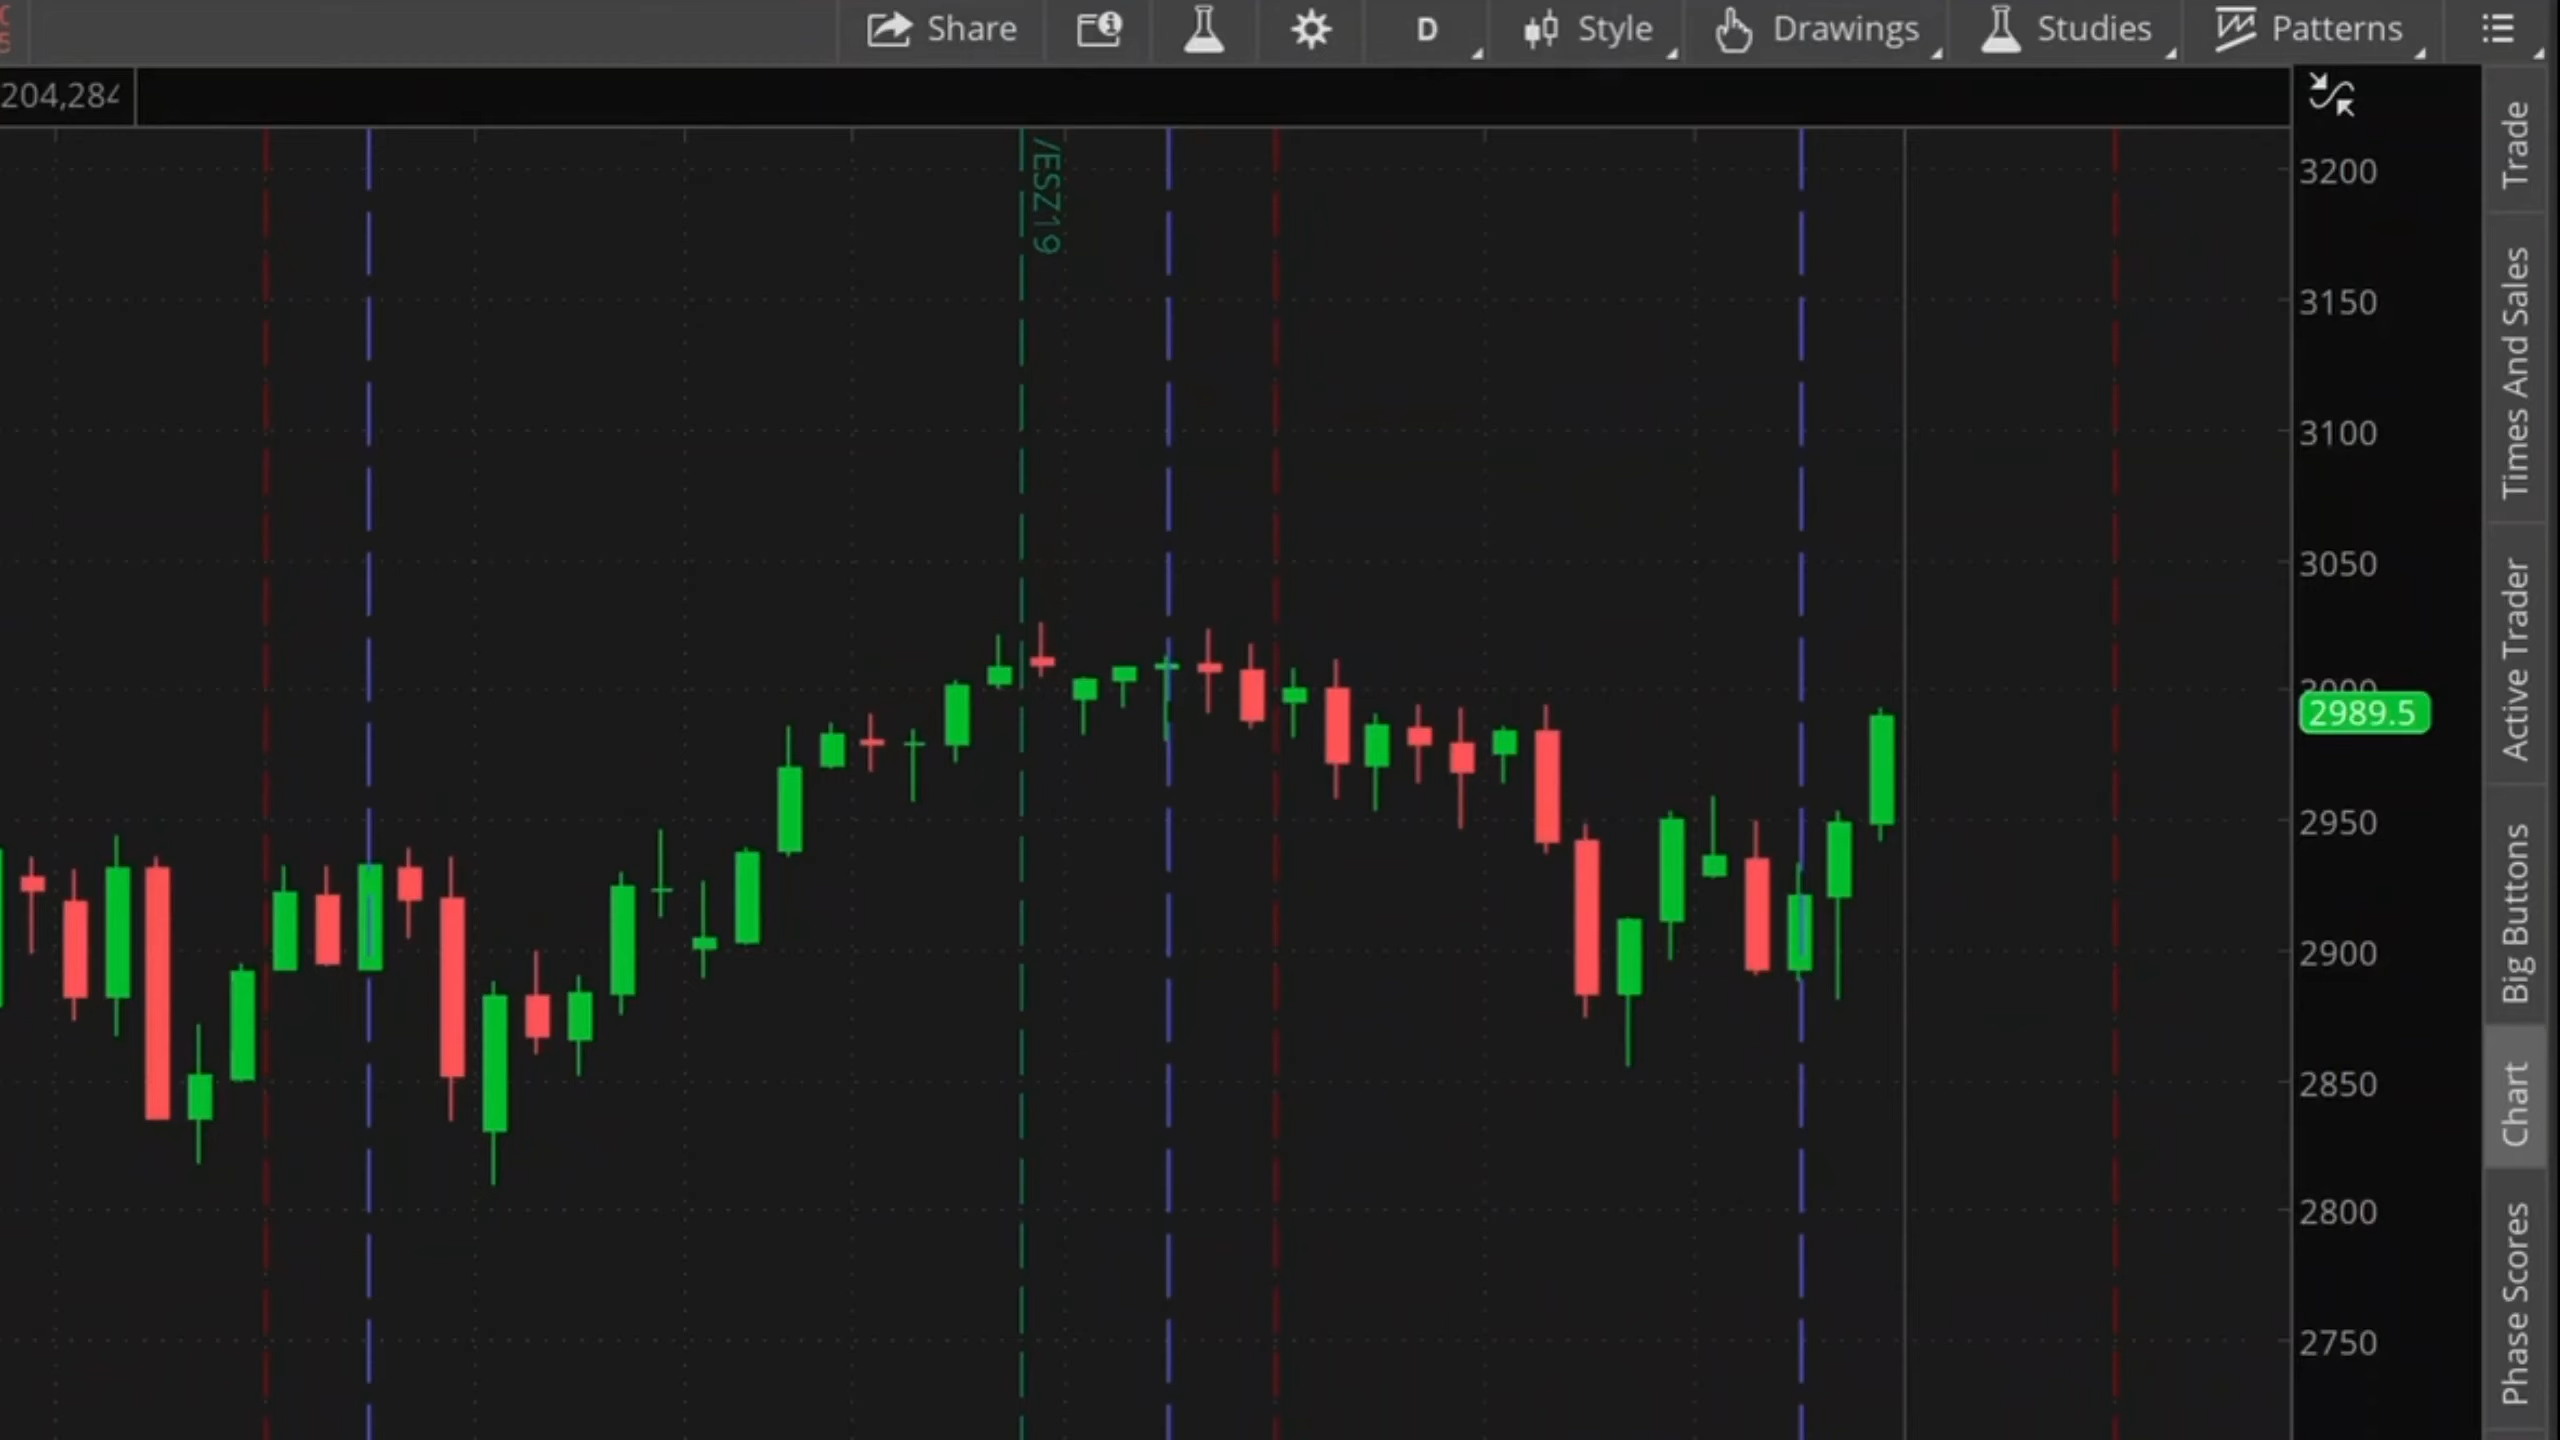 C
5
Share
D
Style
Drawings
Studies
Patterns
204,284
/ESZ19
3200
3150
3100
3050
3000
2989.5
2950
2900
2850
2800
2750
Trade
Times And Sales
Active Trader
Big Buttons
Chart
Phase Scores